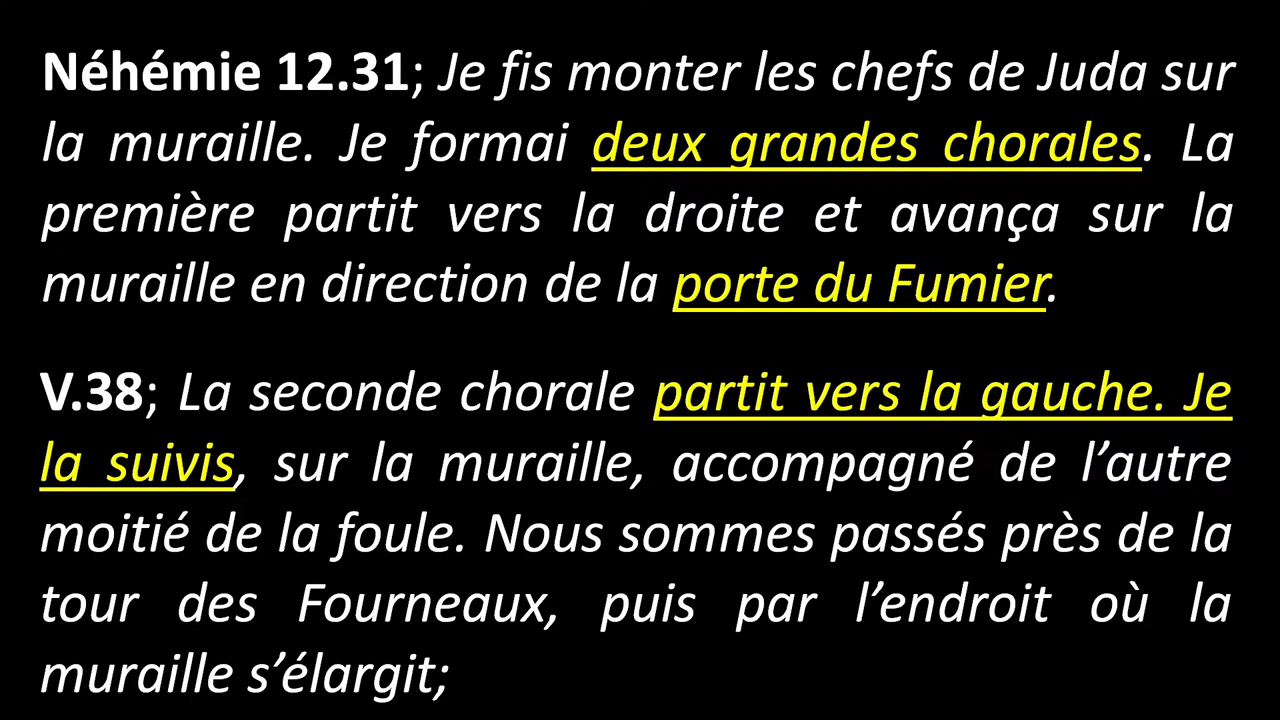 Néhémie 12.31; Je fis monter les chefs de Juda sur
la muraille. Je formai deux grandes chorales. La
première partit vers la droite et avança sur la
muraille en direction de la porte du Fumier.
V.38; La seconde chorale partit vers la gauche. Je
la suivis, sur la muraille, accompagné de l’autre
moitié de la foule. Nous sommes passés près de la
tour des Fourneaux, puis par l’endroit où la
muraille s’élargit;